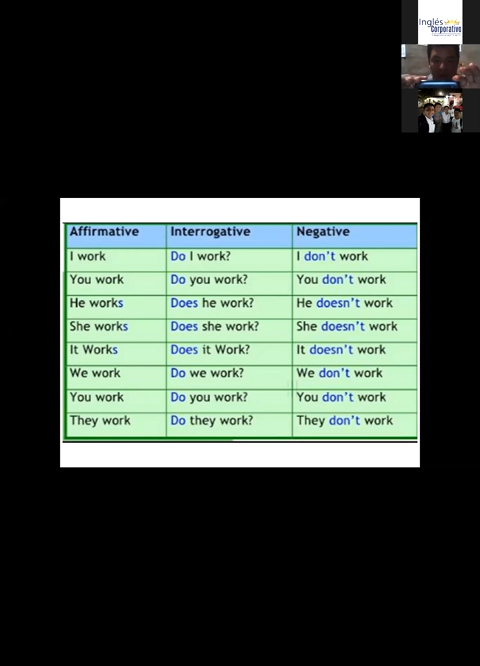 Inglés
Corporativo
Affirmative Interrogative Negative
I work Do I work? I don't work
You work Do you work? You don't work
He works Does he work? He doesn't work
She works Does she work? She doesn't work
It Works Does it Work? It doesn't work
We work Do we work? We don't work
You work Do you work? You don't work
They work Do they work? They don't work